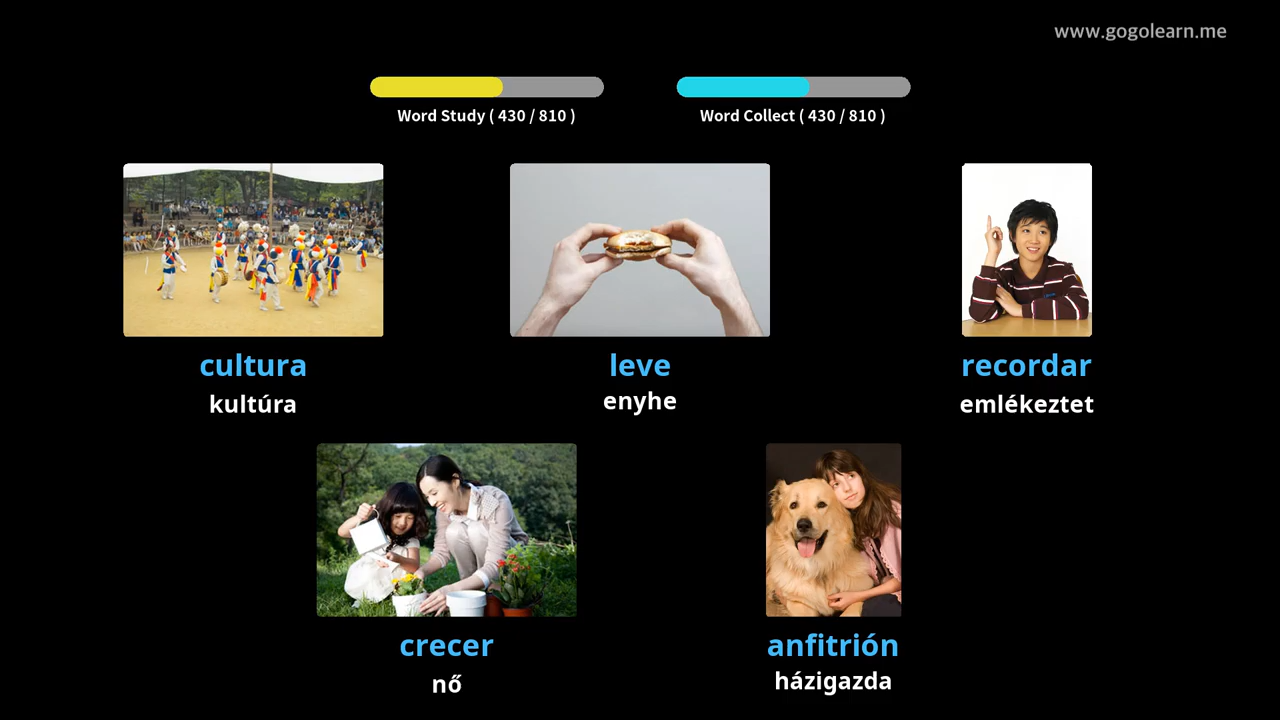 www.gogolearn.me
Word Study ( 430 / 810 )
Word Collect ( 430 / 810 )
cultura
kultúra
leve
enyhe
recordar
emlékeztet
crecer
nő
anfitrión
házigazda